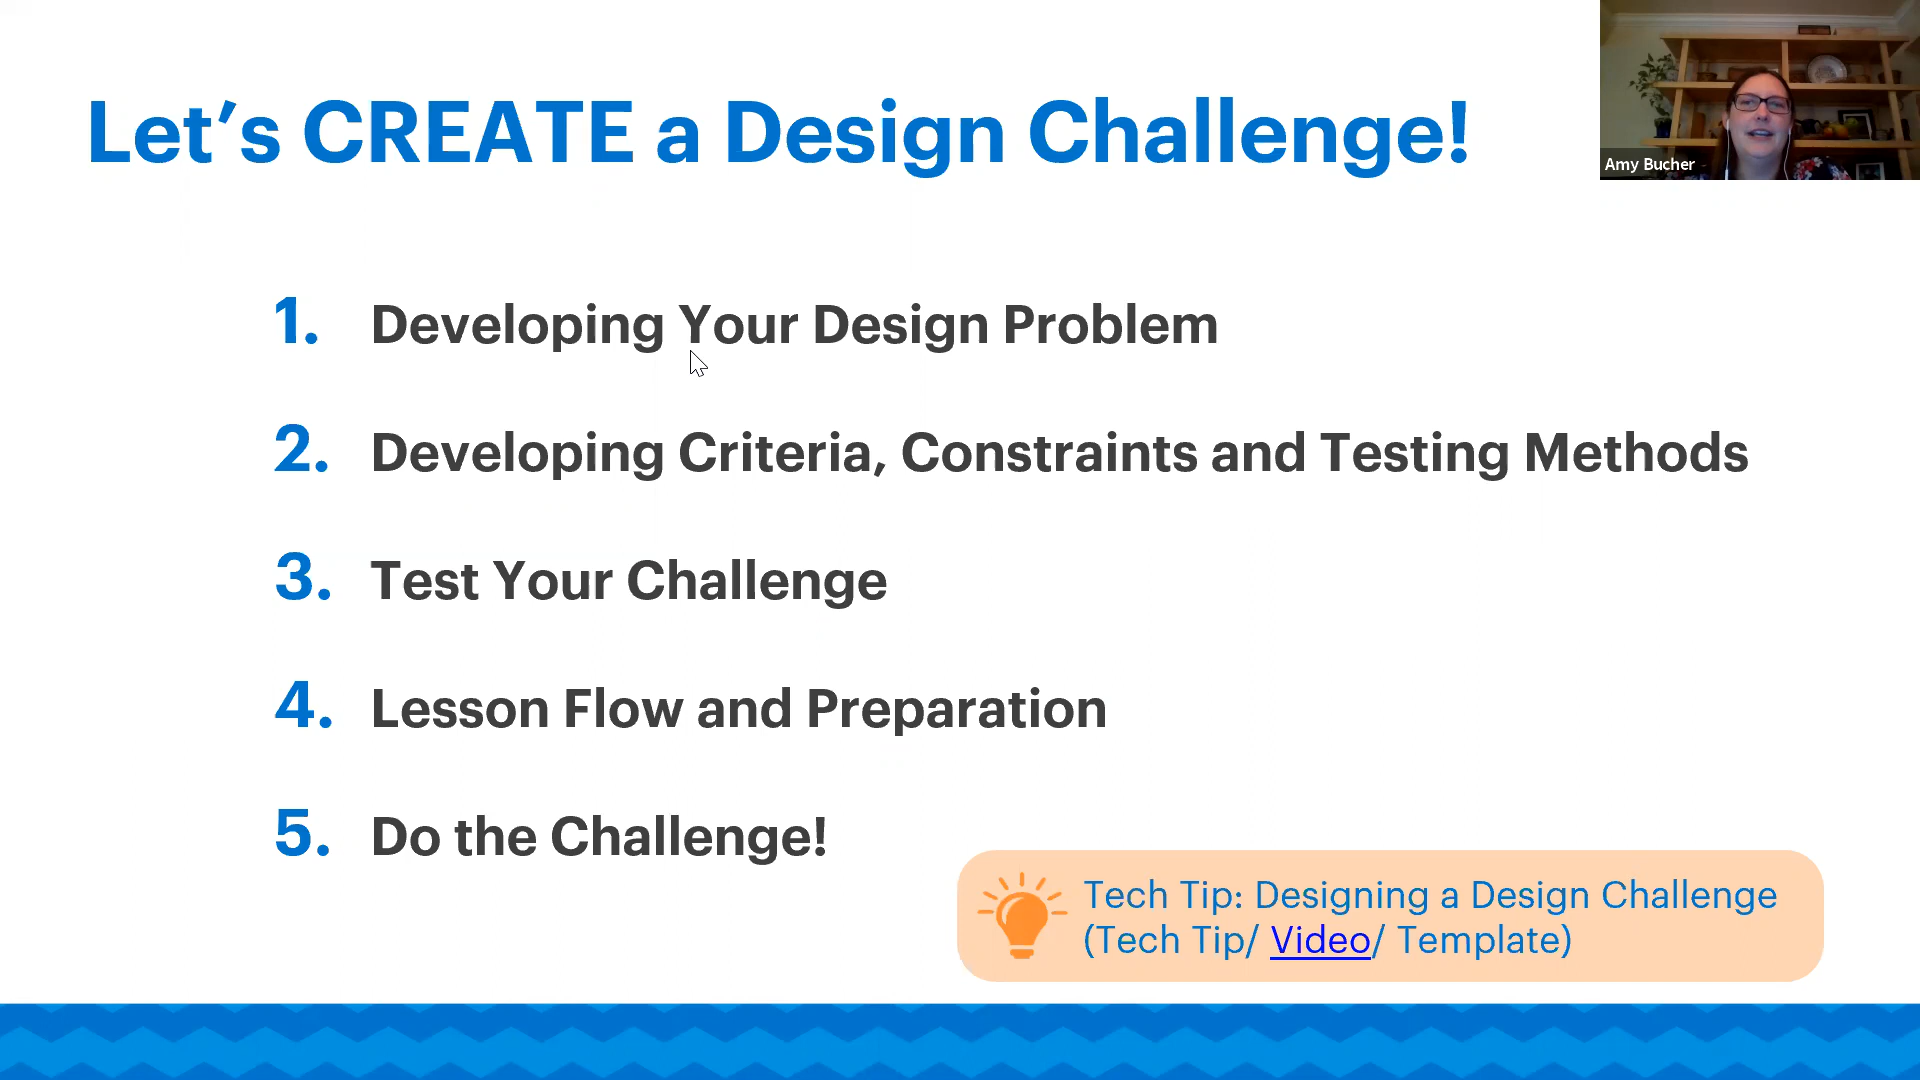 Let’s CREATE a Design Challenge!
Amy Bucher
1. Developing Your Design Problem
2. Developing Criteria, Constraints and Testing Methods
3. Test Your Challenge
4. Lesson Flow and Preparation
5. Do the Challenge!
Tech Tip: Designing a Design Challenge
(Tech Tip/ Video/ Template)